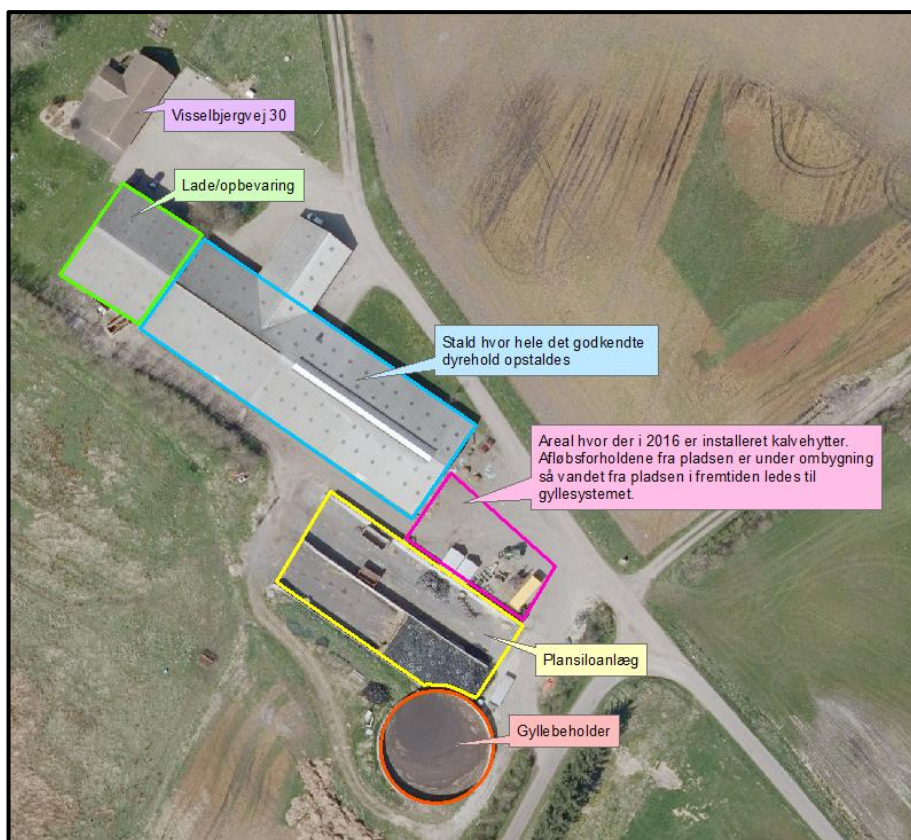 Visselbjergvej 30
Lade/opbevaring
Stald hvor hele det godkendte
dyrehold opstaldes
Areal hvor der i 2016 er installeret kalvehytter.
Afløbsforholdene fra pladsen er under ombygning
så vandet fra pladsen i fremtiden ledes til
gyllesystemet.
Plansiloanlæg
Gyllebeholder